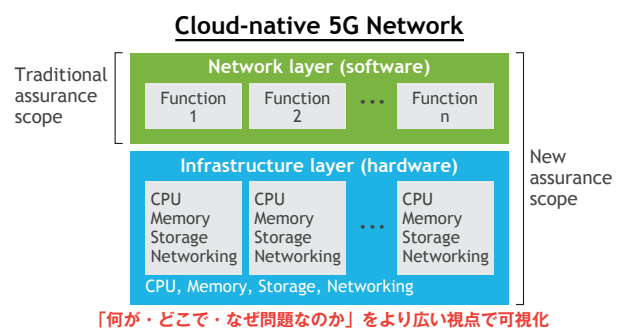 Cloud-native 5G Network
Traditional
assurance
scope
Network layer (software)
Function
1
Function
2
...
Function
n
Infrastructure layer (hardware)
CPU
Memory
Storage
Networking
CPU
Memory
Storage
Networking
...
CPU
Memory
Storage
Networking
CPU, Memory, Storage, Networking
New
assurance
scope
「何が・どこで・なぜ問題なのか」をより広い視点で可視化